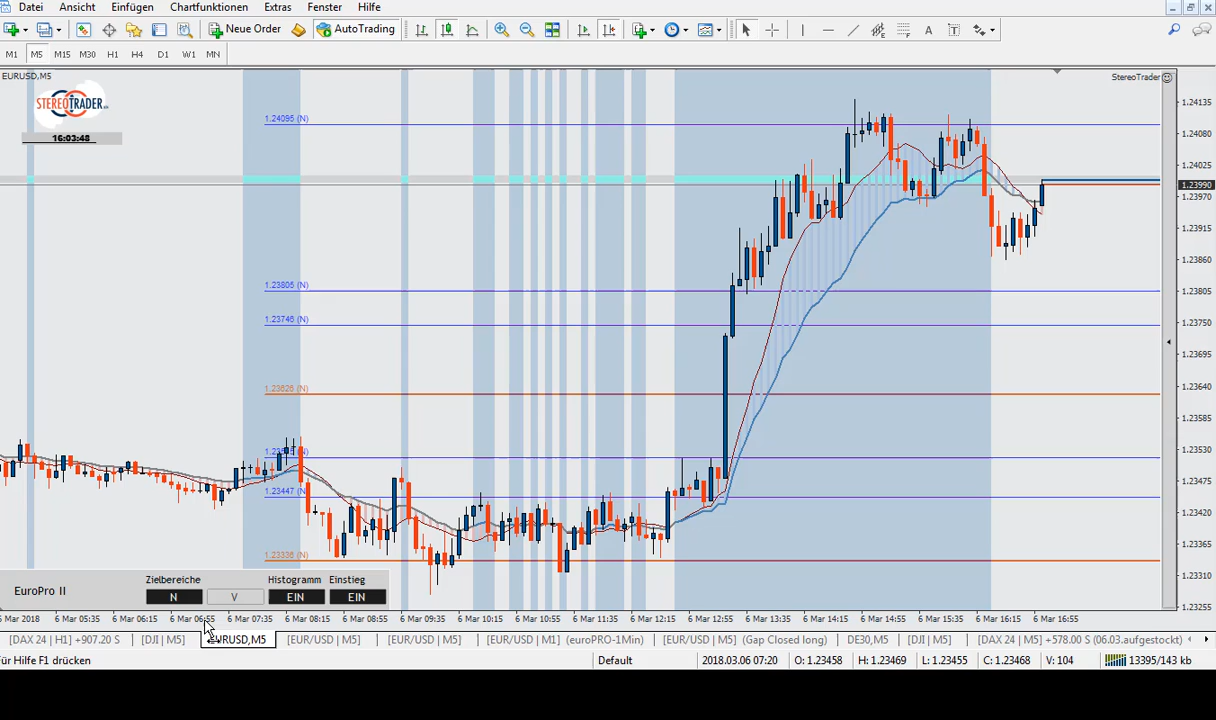 Datei Ansicht Einfügen Chartfunktionen Extras Fenster Hilfe
Neue Order AutoTrading
M1 M5 M15 M30 H1 H4 D1 W1 MN
EURUSD,M5 StereoTrader
STEREOTRADER
16:03:48
1.24095 (N)
1.23805 (N)
1.23746 (N)
1.23628 (N)
1.23447 (N)
1.23338 (N)
1.24135
1.24080
1.24025
1.23990
1.23970
1.23915
1.23860
1.23805
1.23750
1.23695
1.23640
1.23585
1.23530
1.23475
1.23420
1.23365
1.23310
1.23255
EuroPro II
Zielbereiche Histogramm Einstieg
N V EIN EIN
6 Mar 2018 6 Mar 05:35 6 Mar 06:15 6 Mar 06:55 6 Mar 07:35 6 Mar 08:15 6 Mar 08:55 6 Mar 09:35 6 Mar 10:15 6 Mar 10:55 6 Mar 11:35 6 Mar 12:15 6 Mar 12:55 6 Mar 13:35 6 Mar 14:15 6 Mar 14:55 6 Mar 15:35 6 Mar 16:15 6 Mar 16:55
[DAX 24 | H1] +907.20 S [DJI | M5] EURUSD,M5 [EUR/USD | M5] [EUR/USD | M5] [EUR/USD | M1] (euroPRO-1Min) [EUR/USD | M5] (Gap Closed long) DE30,M5 [DJI | M5] [DAX 24 | M5] +578.00 S (06.03.aufgestockt)
ür Hilfe F1 drücken Default 2018.03.06 07:20 O: 1.23458 H: 1.23469 L: 1.23455 C: 1.23468 V: 104 13395/143 kb